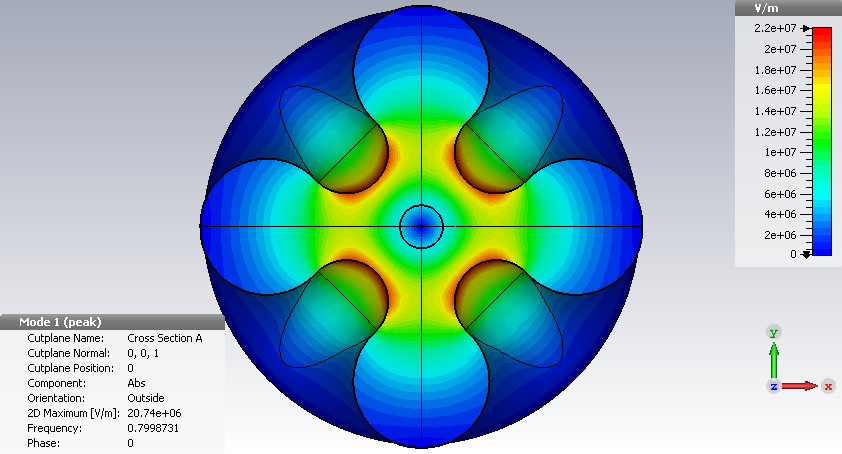 V/m
2.2e+07
2e+07
1.8e+07
1.6e+07
1.4e+07
1.2e+07
1e+07
8e+06
6e+06
4e+06
2e+06
0
Mode 1 (peak)
Cutplane Name: Cross Section A
Cutplane Normal: 0, 0, 1
Cutplane Position: 0
Component: Abs
Orientation: Outside
2D Maximum [V/m]: 20.74e+06
Frequency: 0.7998731
Phase: 0
y
z
x